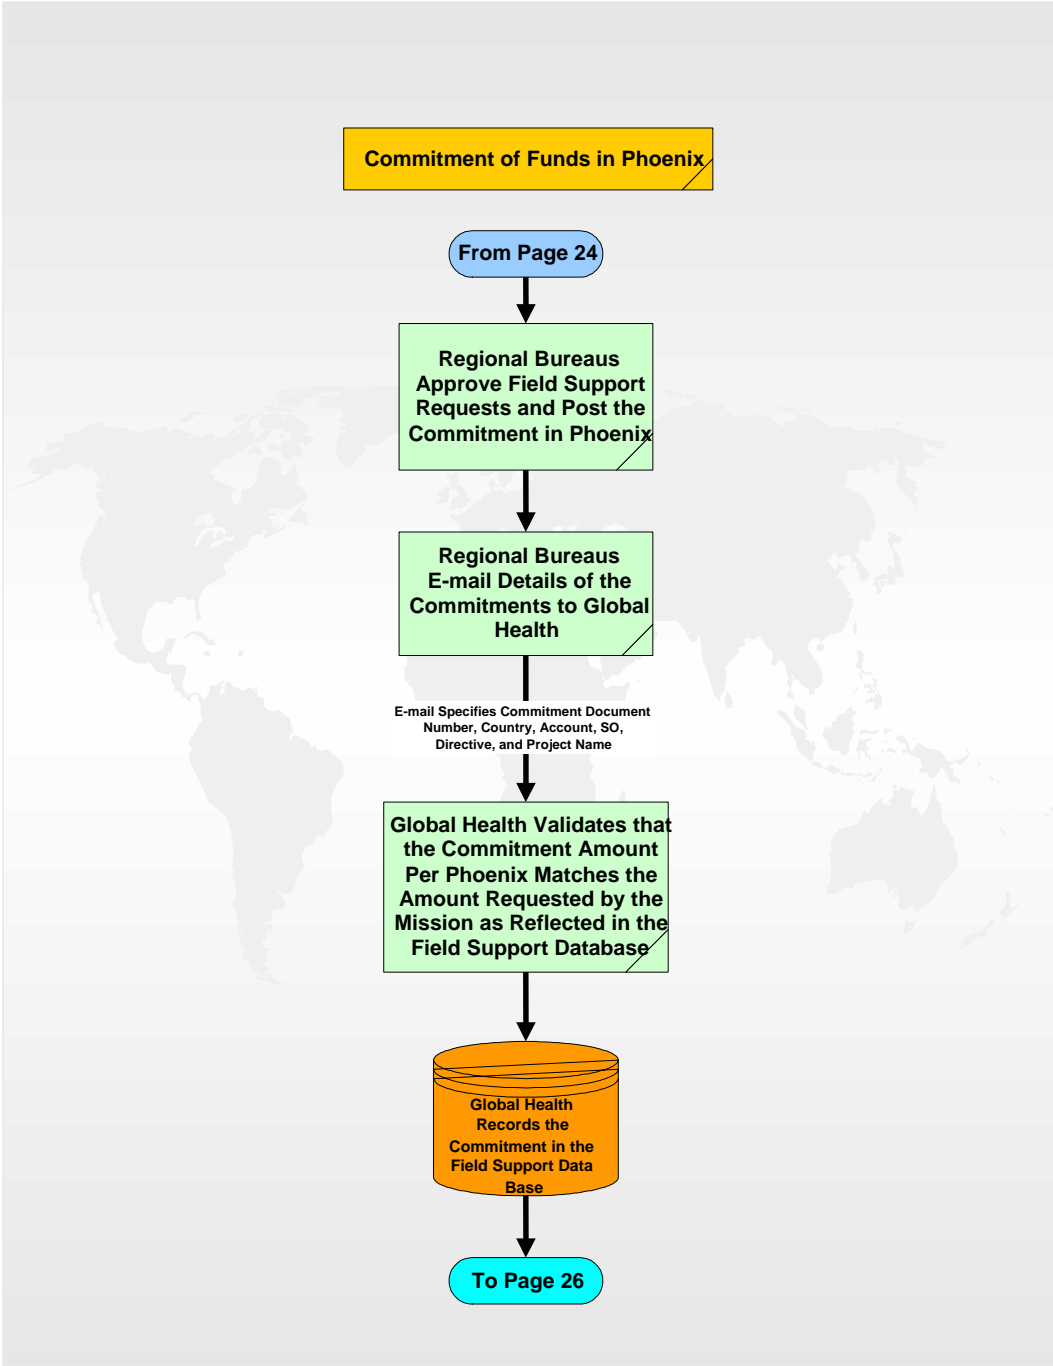 Commitment of Funds in Phoenix
From Page 24
Regional Bureaus
Approve Field Support
Requests and Post the
Commitment in Phoenix
Regional Bureaus
E-mail Details of the
Commitments to Global
Health
E-mail Specifies Commitment Document
Number, Country, Account, SO,
Directive, and Project Name
Global Health Validates that
the Commitment Amount
Per Phoenix Matches the
Amount Requested by the
Mission as Reflected in the
Field Support Database
Global Health
Records the
Commitment in the
Field Support Data
Base
To Page 26